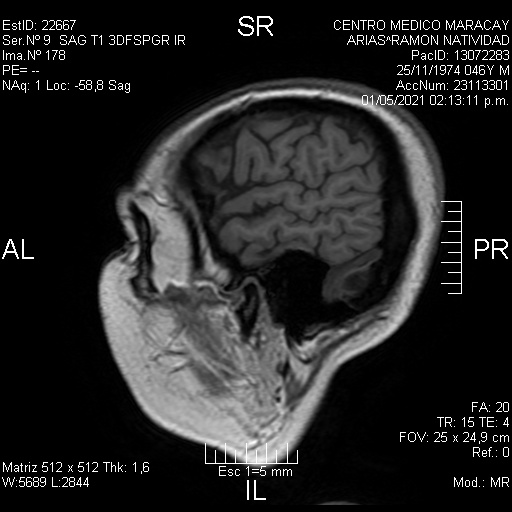 EstID: 22667
Ser.Nº 9 SAG T1 3DFSPGR IR
Ima.Nº 178
PE= --
NAq: 1 Loc: -58,8 Sag
SR
CENTRO MEDICO MARACAY
ARIAS^RAMON NATIVIDAD
PacID: 13072283
25/11/1974 046Y M
AccNum: 23113301
01/05/2021 02:13:11 p.m.
AL
PR
FA: 20
TR: 15 TE: 4
FOV: 25 x 24,9 cm
Ref.: 0
Matriz 512 x 512 Thk: 1,6
W:5689 L:2844
Esc 1=5 mm
IL
Mod.: MR